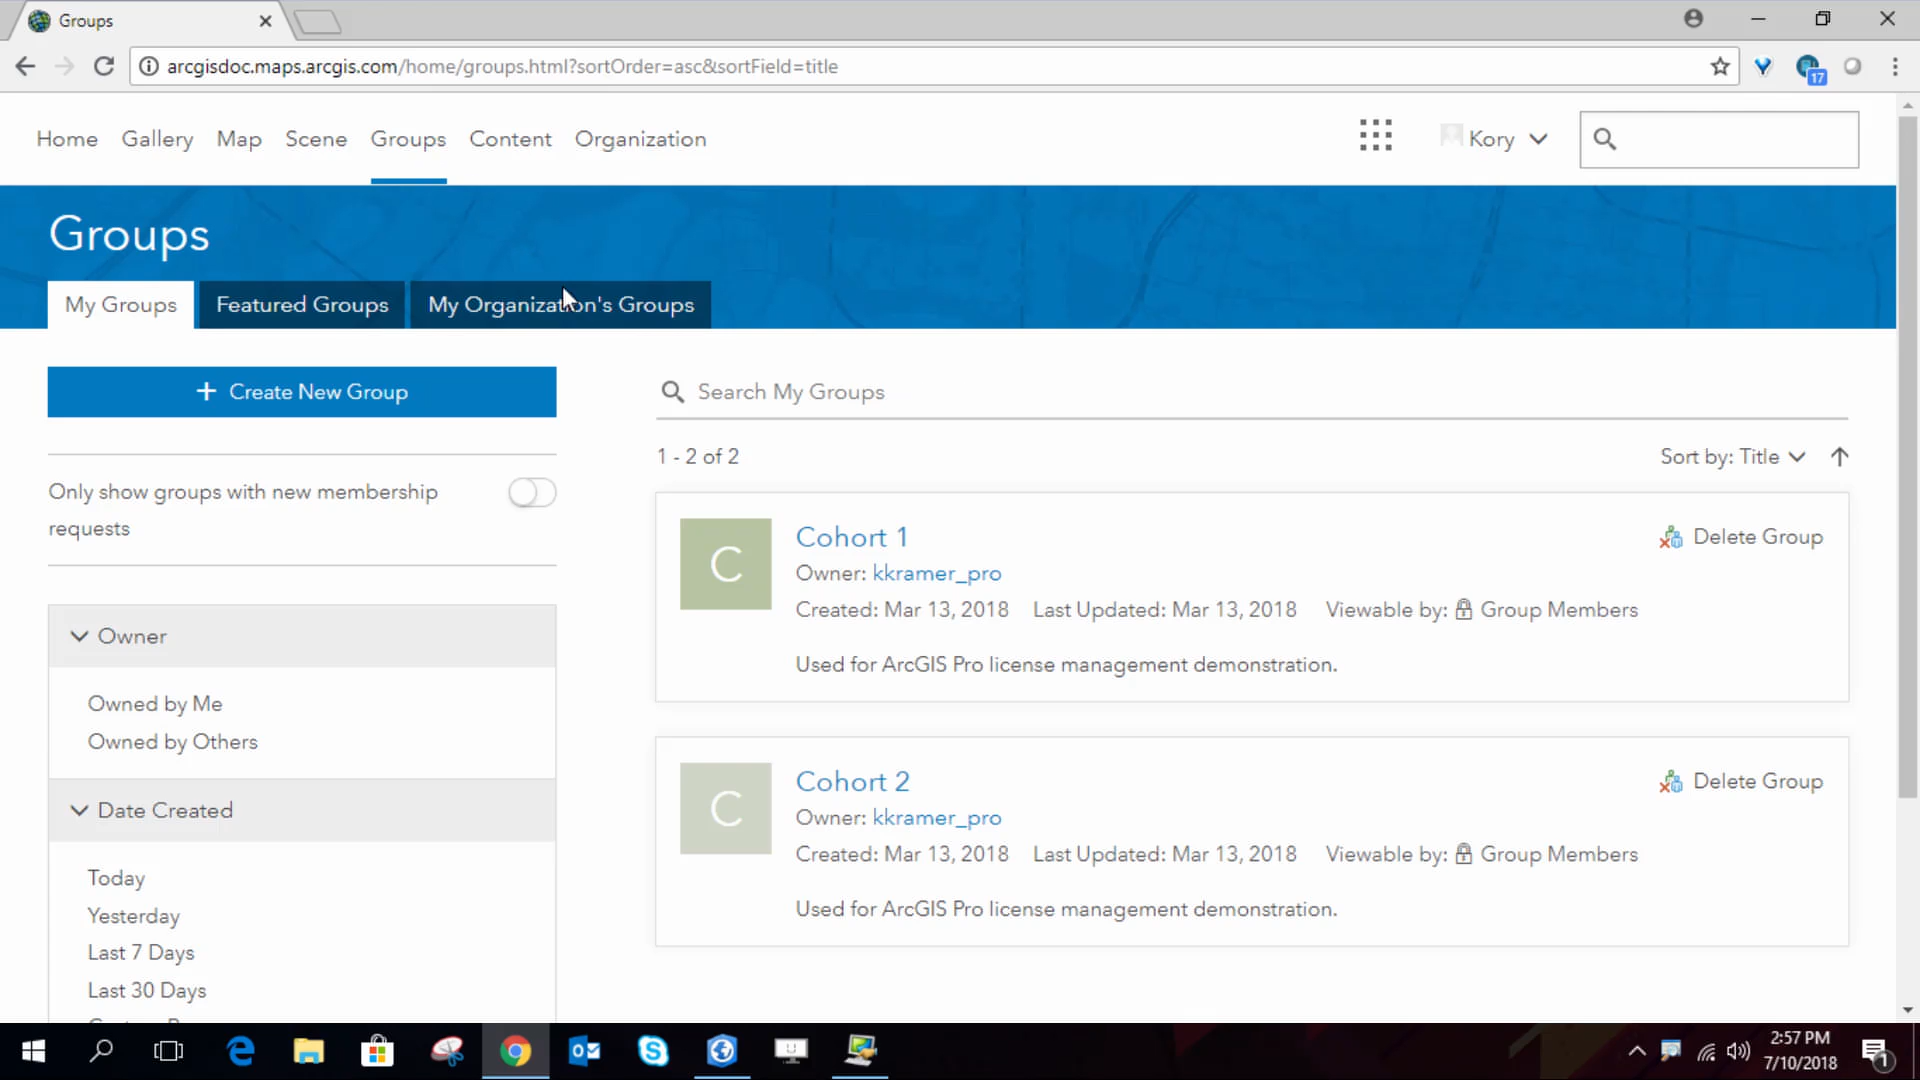 Groups
arcgisdoc.maps.arcgis.com/home/groups.html?sortOrder=asc&sortField=title
17
Home Gallery Map Scene Groups Content Organization Kory
Groups
My Groups Featured Groups My Organization's Groups
+ Create New Group
Search My Groups
1 - 2 of 2
Sort by: Title
Only show groups with new membership
requests
C
Cohort 1
Delete Group
Owner: kkramer_pro
Created: Mar 13, 2018 Last Updated: Mar 13, 2018 Viewable by: Group Members
Used for ArcGIS Pro license management demonstration.
Owner
Owned by Me
Owned by Others
C
Cohort 2
Delete Group
Owner: kkramer_pro
Created: Mar 13, 2018 Last Updated: Mar 13, 2018 Viewable by: Group Members
Used for ArcGIS Pro license management demonstration.
Date Created
Today
Yesterday
Last 7 Days
Last 30 Days
2:57 PM
7/10/2018
1